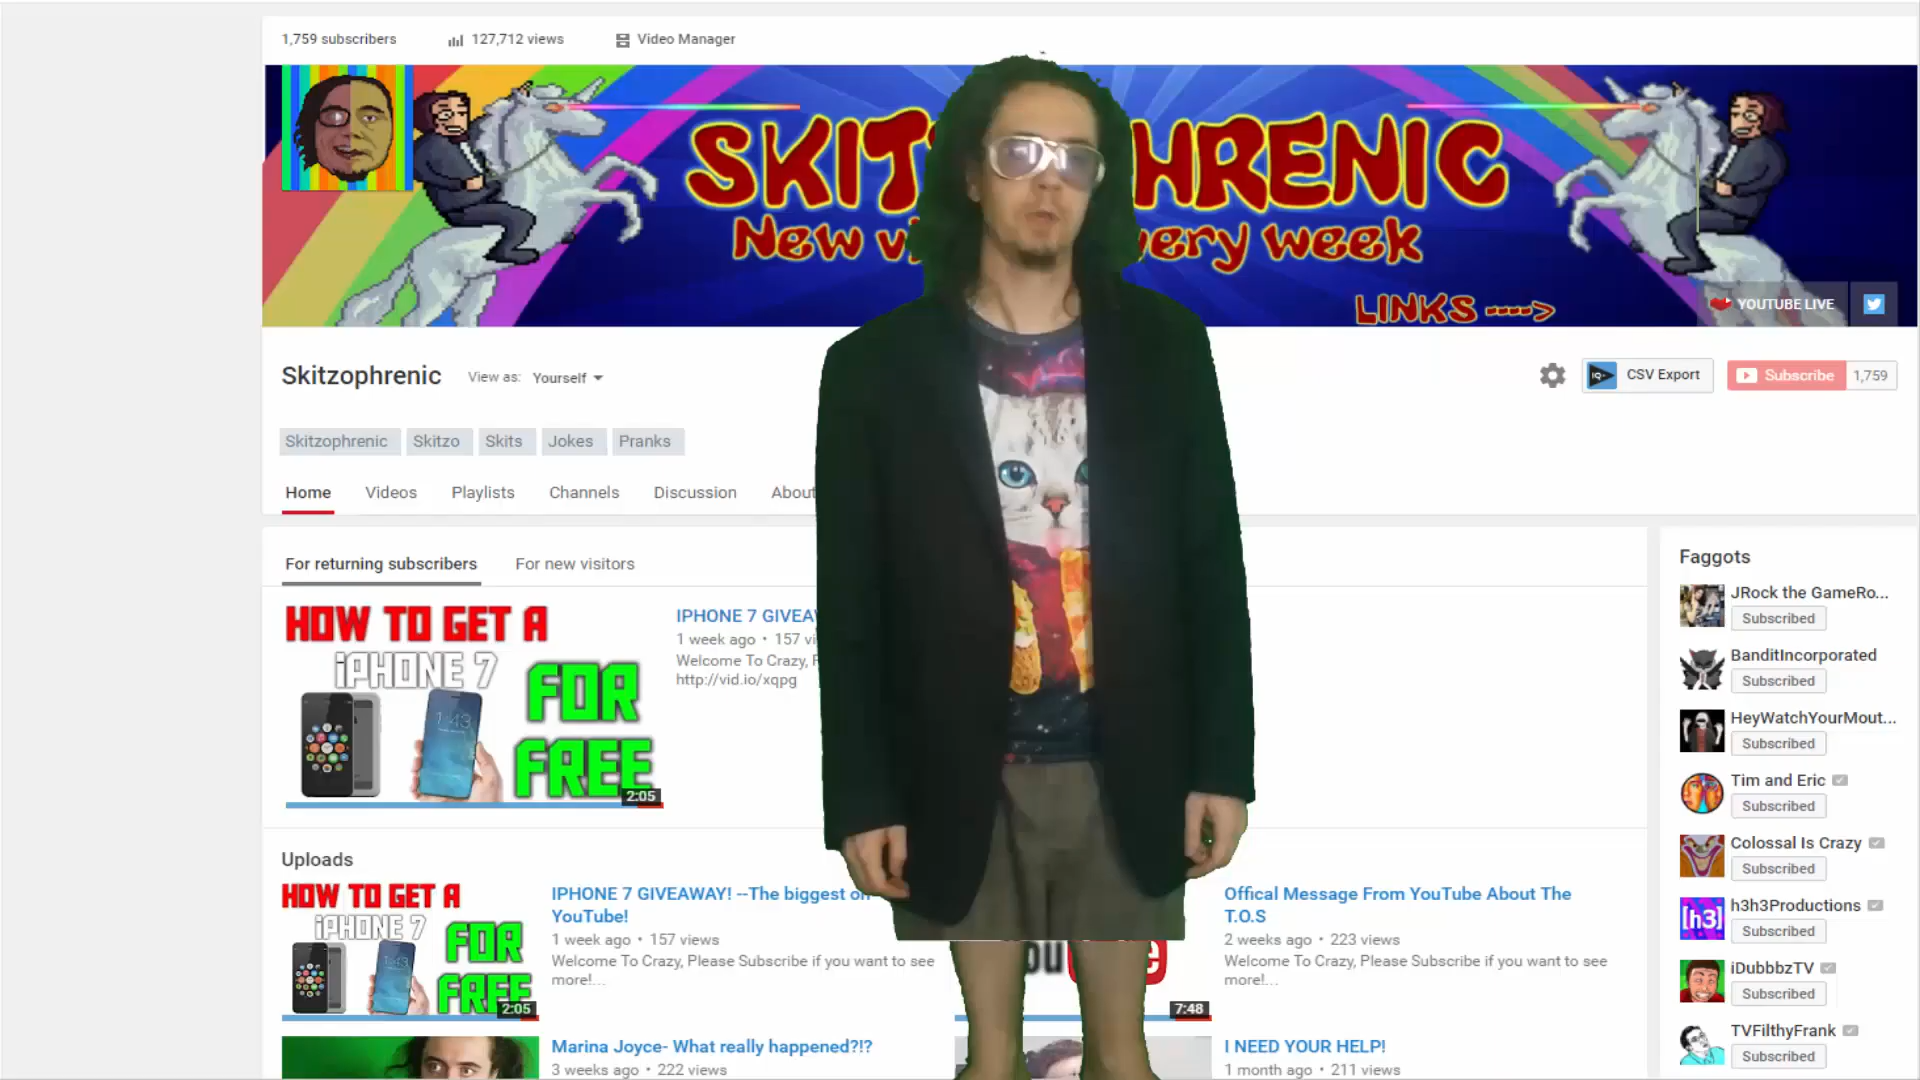 1,759 subscribers 127,712 views Video Manager
SKIT HRENIC
New very week
LINKS ---->
YOUTUBE LIVE
Skitzophrenic View as: Yourself
CSV Export Subscribe 1,759
Skitzophrenic Skitzo Skits Jokes Pranks
Home Videos Playlists Channels Discussion About
For returning subscribers For new visitors
HOW TO GET A
iPHONE 7
FOR
FREE
1:43
2:05
IPHONE 7 GIVEA
1 week ago • 157 vi
Welcome To Crazy, P
http://vid.io/xqpg
Uploads
HOW TO GET A
iPHONE 7
FOR
FREE
2:05
IPHONE 7 GIVEAWAY! --The biggest on
YouTube!
1 week ago • 157 views
Welcome To Crazy, Please Subscribe if you want to see
more!...
ou e
7:48
Offical Message From YouTube About The
T.O.S
2 weeks ago • 223 views
Welcome To Crazy, Please Subscribe if you want to see
more!...
Marina Joyce- What really happened?!?
3 weeks ago • 222 views
I NEED YOUR HELP!
1 month ago • 211 views
Faggots
JRock the GameRo...
Subscribed
BanditIncorporated
Subscribed
HeyWatchYourMout...
Subscribed
Tim and Eric
Subscribed
Colossal Is Crazy
Subscribed
[h3]
h3h3Productions
Subscribed
iDubbbzTV
Subscribed
TVFilthyFrank
Subscribed